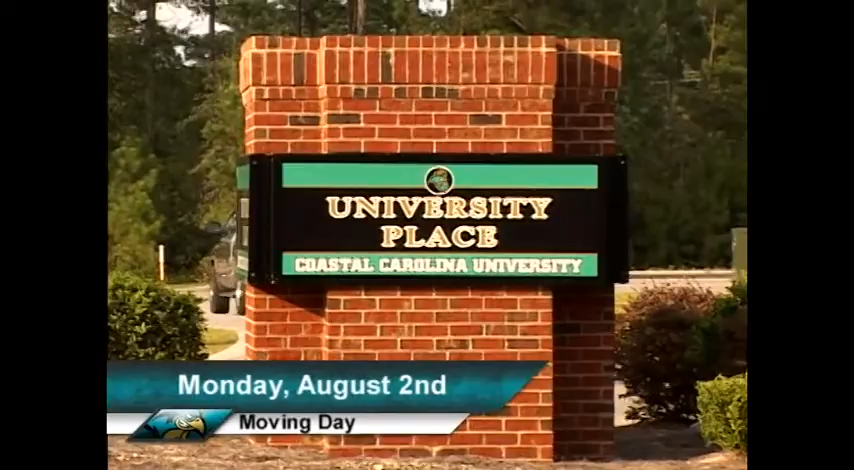 UNIVERSITY
PLACE
COASTAL CAROLINA UNIVERSITY
Monday, August 2nd
Moving Day